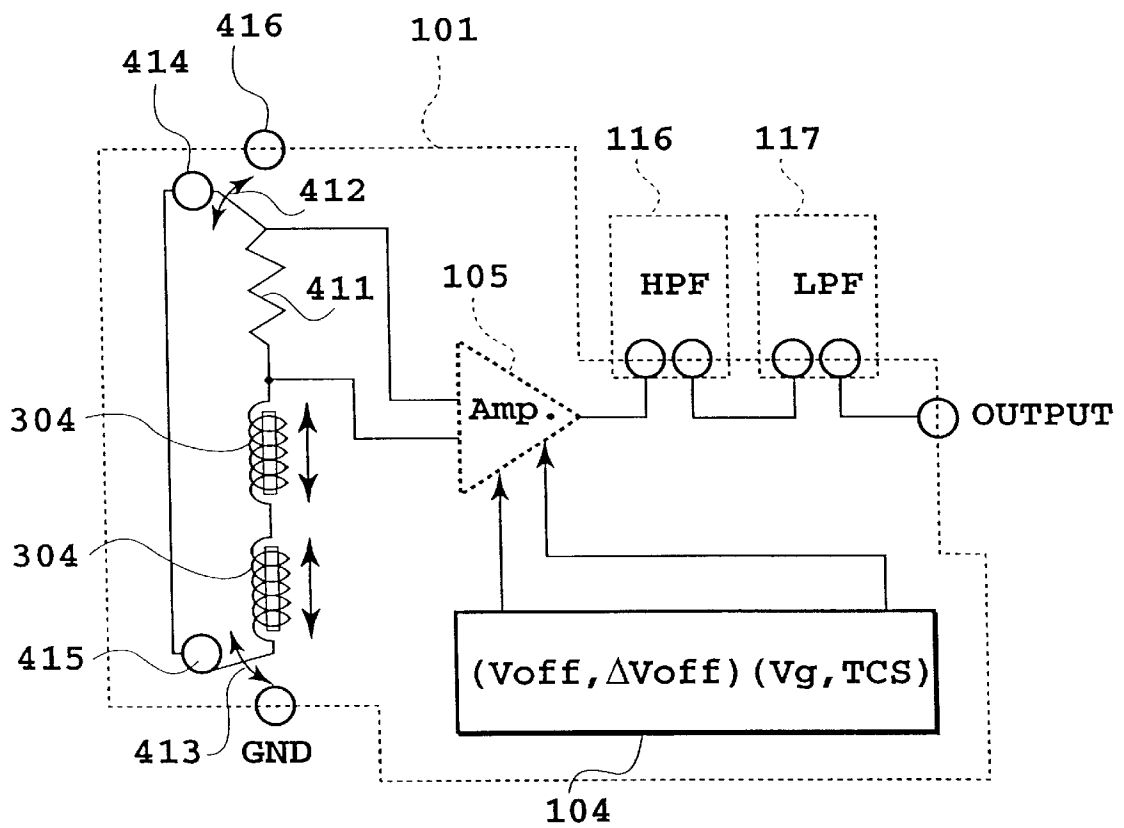 416
101
414
116
117
412
HPF
LPF
411
105
Amp.
304
OUTPUT
304
415
(Voff,ΔVoff)(Vg,TCS)
413
GND
104